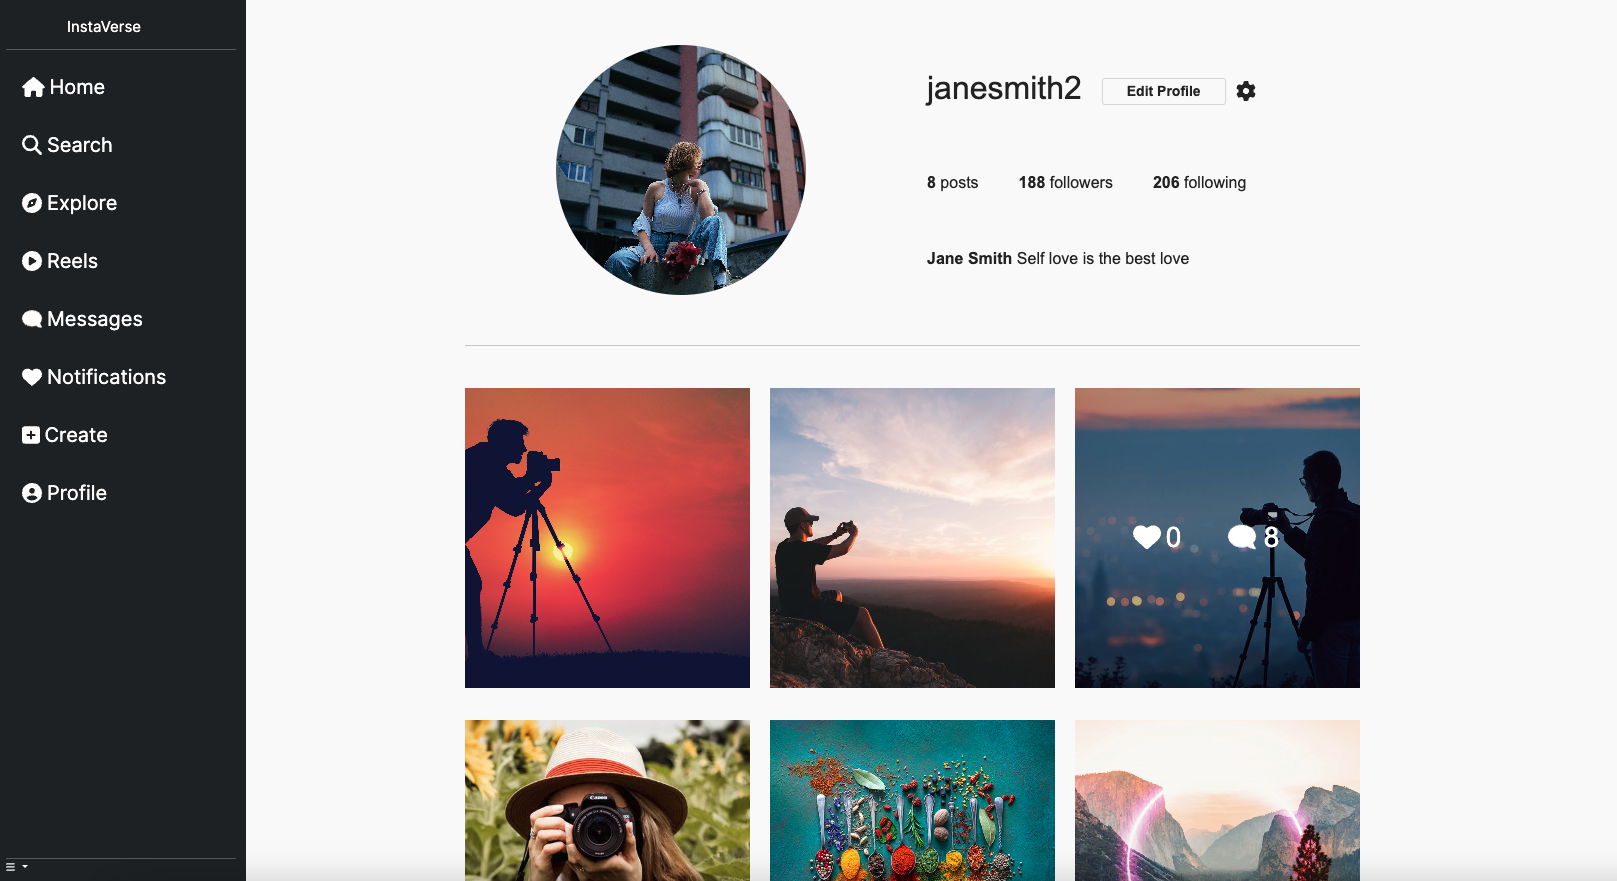 InstaVerse
Home
Search
Explore
Reels
Messages
Notifications
Create
Profile
janesmith2 Edit Profile
8 posts 188 followers 206 following
Jane Smith Self love is the best love
0 8
Canon